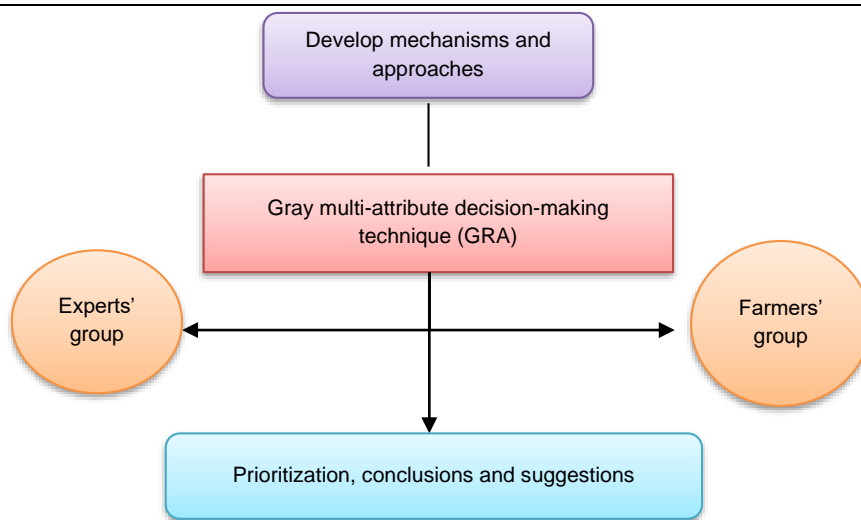 Develop mechanisms and
approaches
Gray multi-attribute decision-making
technique (GRA)
Experts’
group
Farmers’
group
Prioritization, conclusions and suggestions